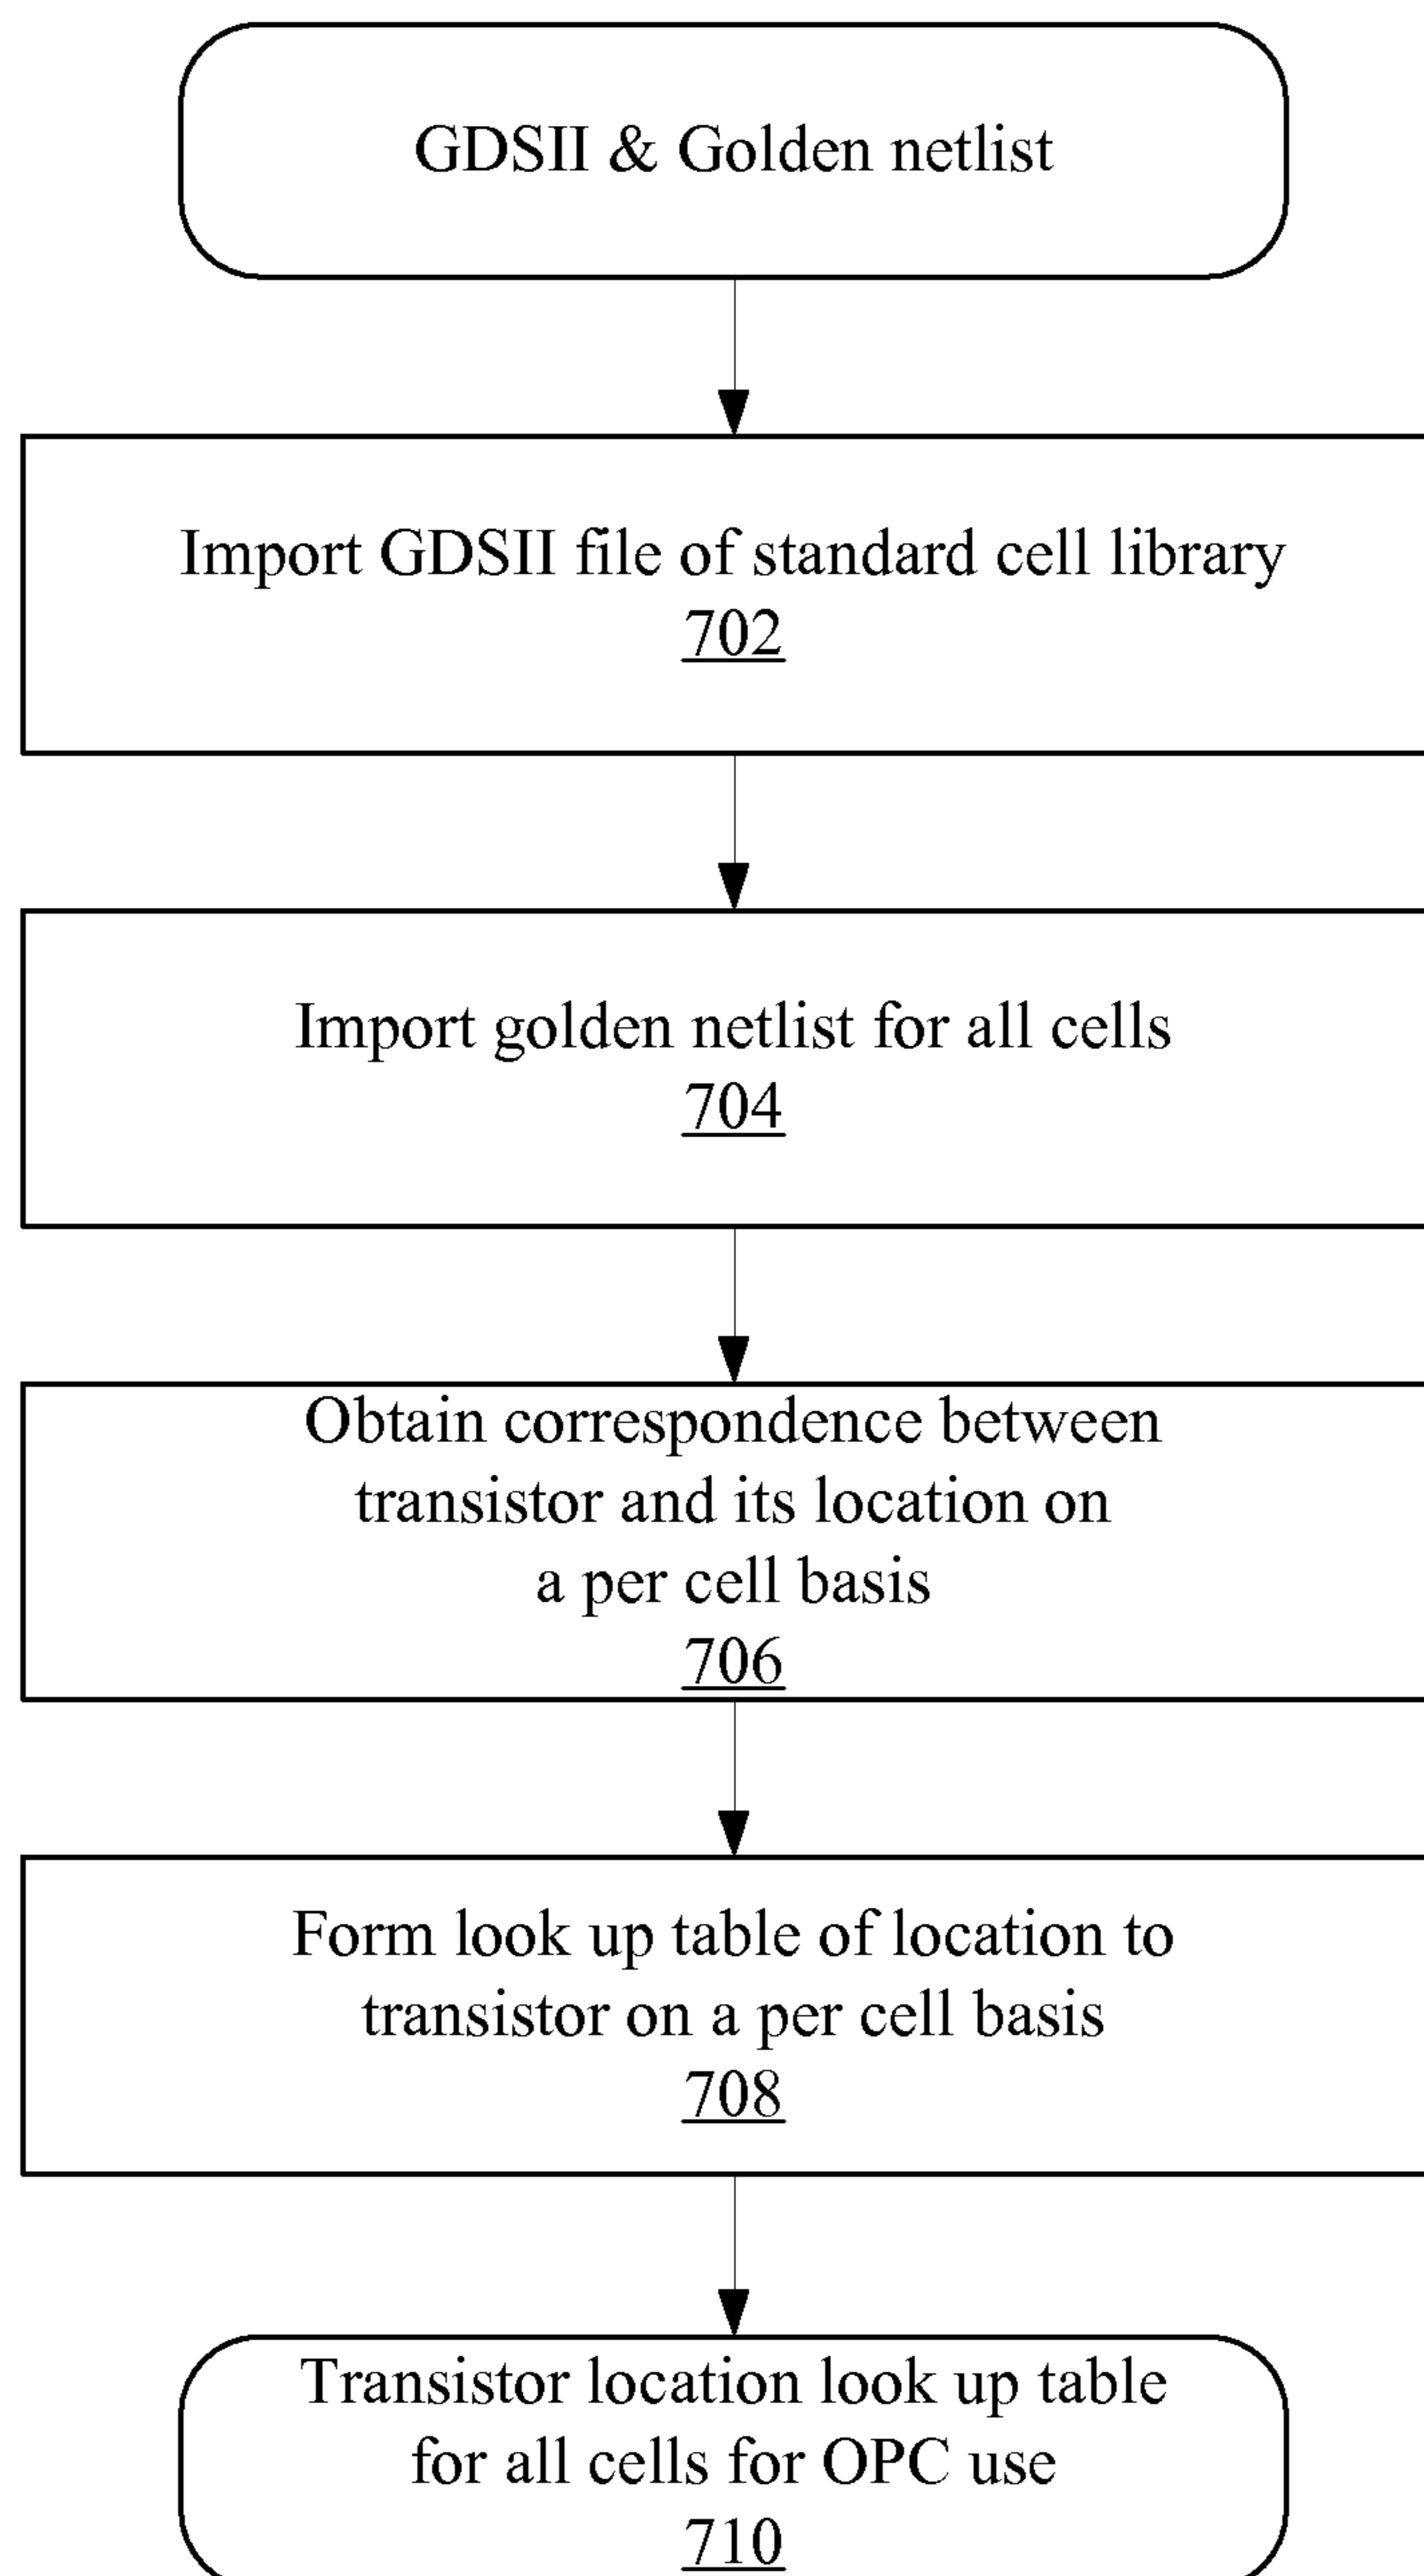 GDSII & Golden netlist
Import GDSII file of standard cell library
702
Import golden netlist for all cells
704
Obtain correspondence between
transistor and its location on
a per cell basis
706
Form look up table of location to
transistor on a per cell basis
708
Transistor location look up table
for all cells for OPC use
710